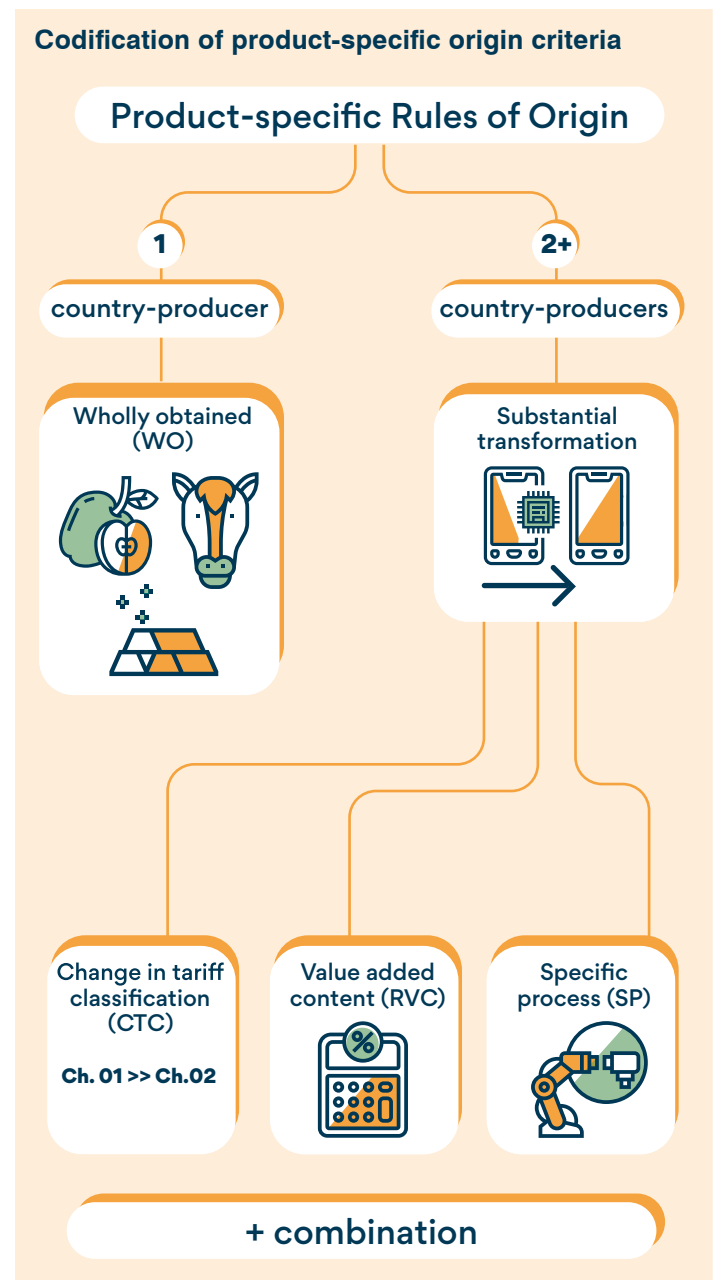 Codification of product-specific origin criteria
Product-specific Rules of Origin
1
2+
country-producer
country-producers
Wholly obtained
(WO)
Substantial
transformation
Change in tariff
classification
(CTC)
Ch. 01 >> Ch.02
Value added
content (RVC)
%
Specific
process (SP)
+ combination